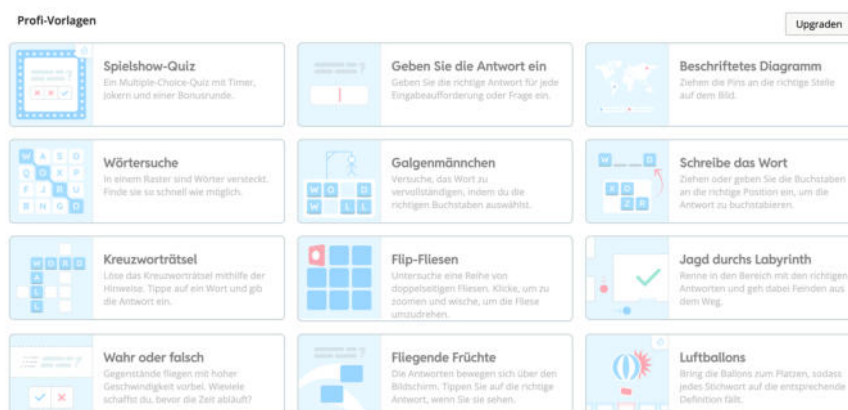 Profi-Vorlagen
Upgraden
Spielshow-Quiz
Ein Multiple-Choice-Quiz mit Timer,
Jokern und einer Bonusrunde.
Geben Sie die Antwort ein
Geben Sie die richtige Antwort für jede
Eingabeaufforderung oder Frage ein.
Beschriftetes Diagramm
Ziehen die Pins an die richtige Stelle
auf dem Bild.
W A S O
Q O X P
F J R U
B N G D
Wörtersuche
In einem Raster sind Wörter versteckt.
Finde sie so schnell wie möglich.
W O D
W L L
Galgenmännchen
Versuche, das Wort zu
vervollständigen, indem du die
richtigen Buchstaben auswählst.
W _ _ D
X O
Z R
Schreibe das Wort
Ziehen oder geben Sie die Buchstaben
an die richtige Position ein, um die
Antwort zu buchstabieren.
W O R D
A
L
L
Kreuzworträtsel
Löse das Kreuzworträtsel mithilfe der
Hinweise. Tippe auf ein Wort und gib
die Antwort ein.
Flip-Fliesen
Untersuche eine Reihe von
doppelseitigen Fliesen. Klicke, um zu
zoomen und wische, um die Fliese
umzudrehen.
Jagd durchs Labyrinth
Renne in den Bereich mit den richtigen
Antworten und geh dabei Feinden aus
dem Weg.
Wahr oder falsch
Gegenstände fliegen mit hoher
Geschwindigkeit vorbei. Wieviele
schaffst du, bevor die Zeit abläuft?
Fliegende Früchte
Die Antworten bewegen sich über den
Bildschirm. Tippen Sie auf die richtige
Antwort, wenn Sie sie sehen.
Luftballons
Bring die Ballons zum Platzen, sodass
jedes Stichwort auf die entsprechende
Definition fällt.